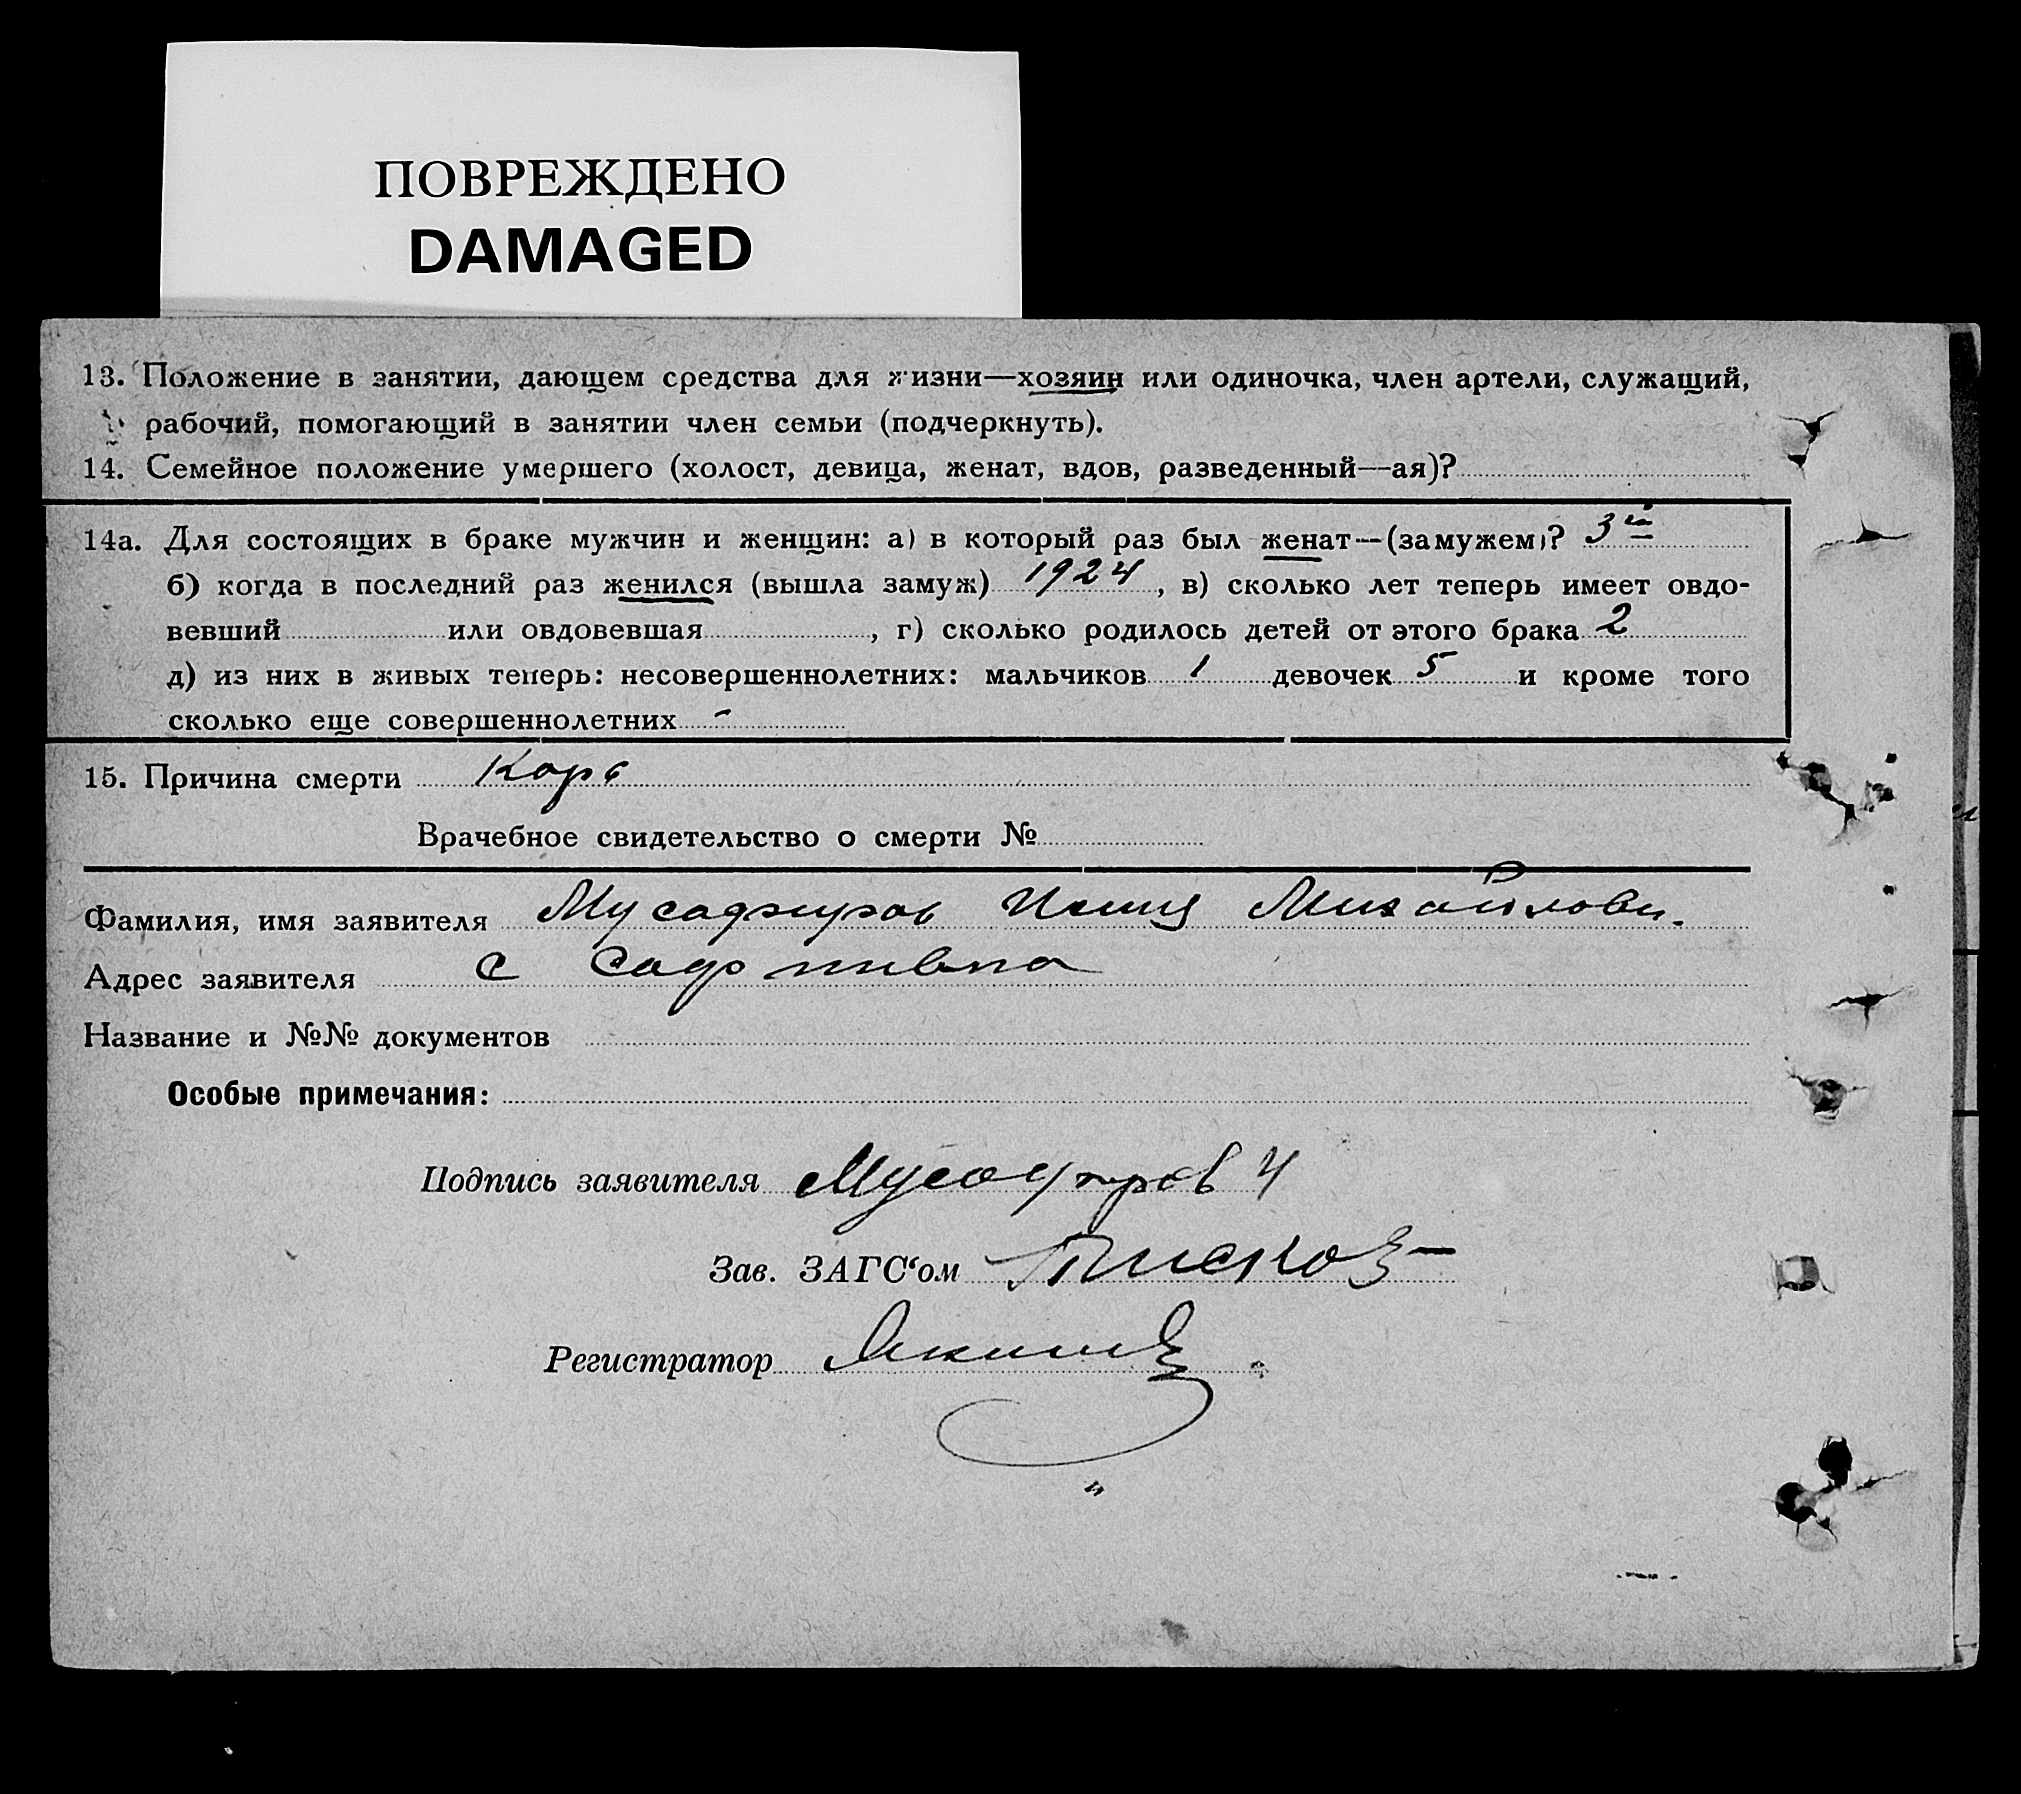 ПОВРЕЖДЕНО
DAMAGED
13. Положение в занятии, дающем средства для жизни—хозяин или одиночка, член артели, служащий,
рабочий, помогающий в занятии член семьи (подчеркнуть).
14. Семейное положение умершего (холост, девица, женат, вдов, разведенный—ая)?
14а. Для состоящих в браке мужчин и женщин: а) в который раз был женат—(замужем)? 3й
б) когда в последний раз женился (вышла замуж) 1924, в) сколько лет теперь имеет овдо-
вевший или овдовевшая, г) сколько родилось детей от этого брака 2
д) из них в живых теперь: несовершеннолетних: мальчиков 1 девочек 5 и кроме того
сколько еще совершеннолетних -
15. Причина смерти Корь
Врачебное свидетельство о смерти №
Фамилия, имя заявителя Михайлови.
Адрес заявителя с
Название и №№ документов
Особые примечания:
Подпись заявителя
Зав. ЗАГС‘ом
Регистратор